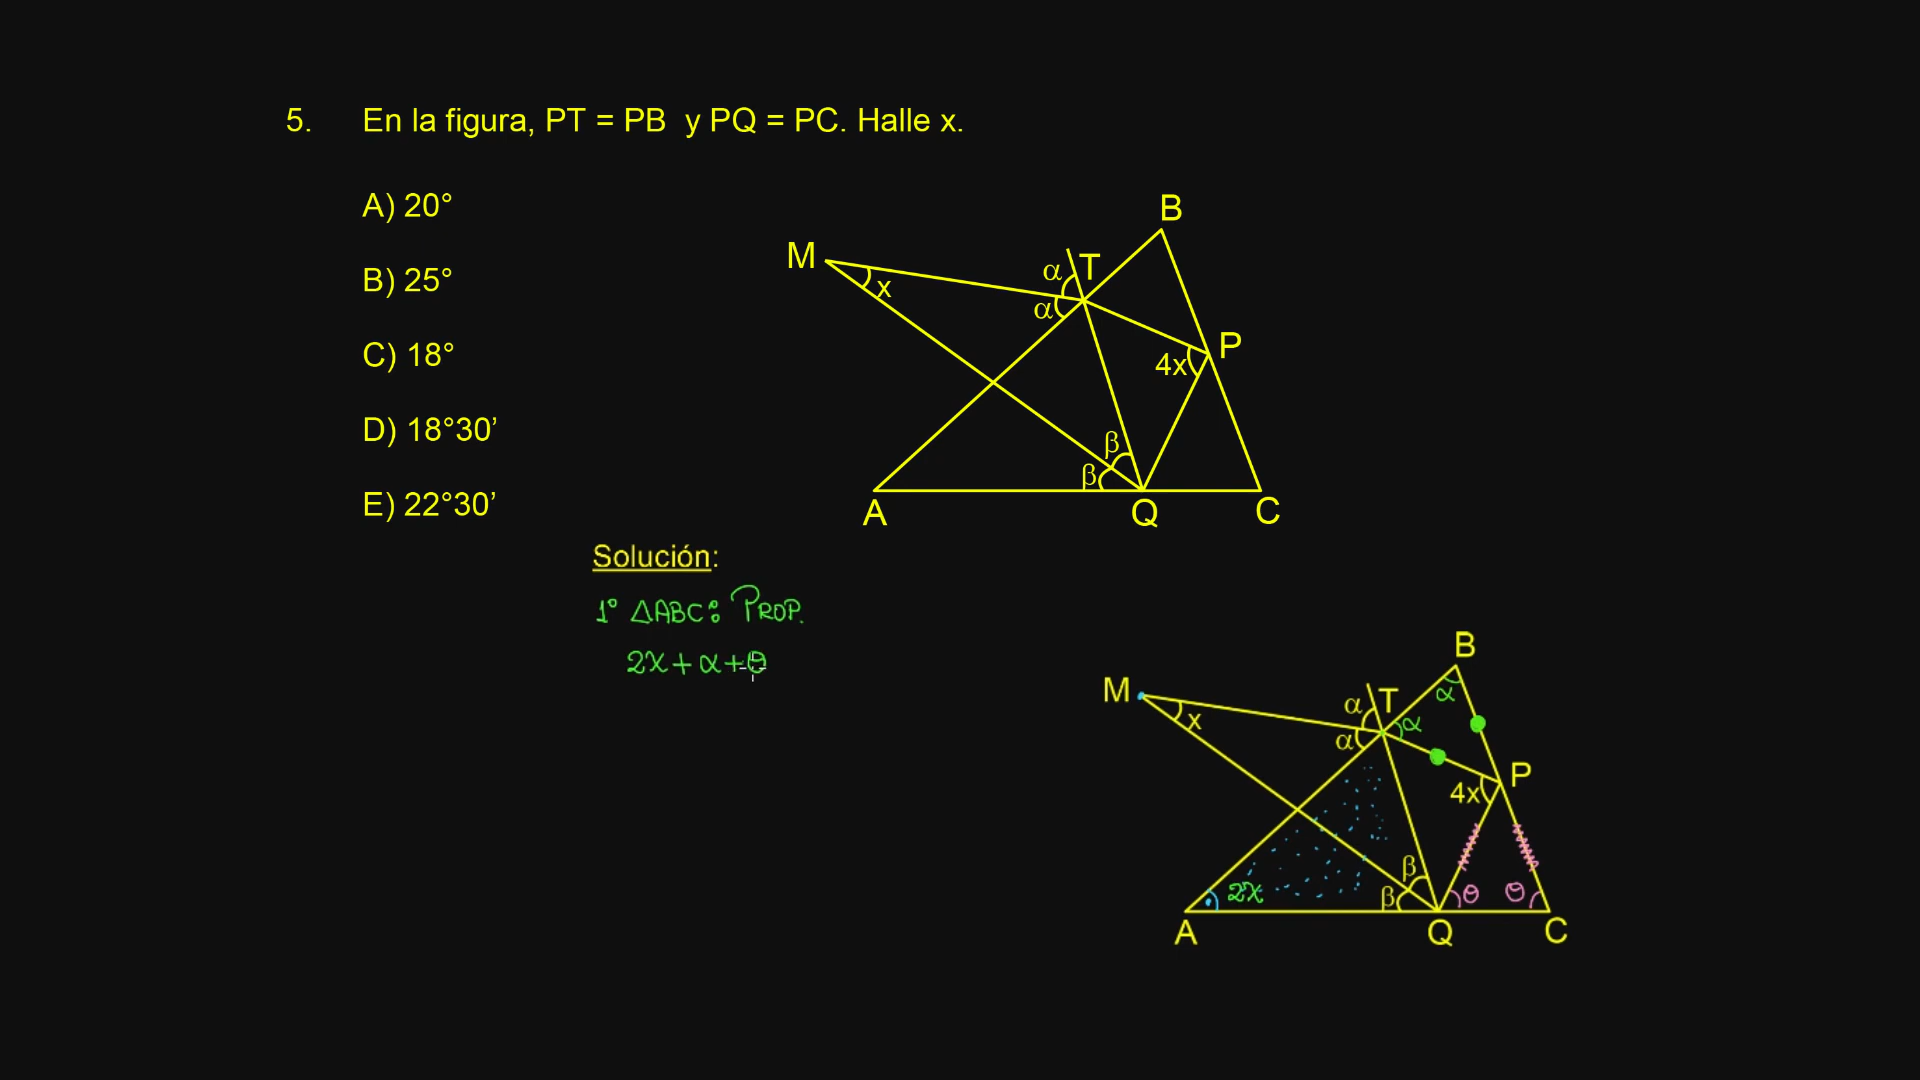 5. En la figura, PT = PB y PQ = PC. Halle x.
A) 20°
B) 25°
C) 18°
D) 18°30’
E) 22°30’
B
M
T
α
x
α
P
4x
β
β
A
Q
C
Solución:
1° △ABC: PROP.
2x + α + θ
B
M
α
T
α
x
α
α
P
4x
β
2x
β
θ
θ
A
Q
C